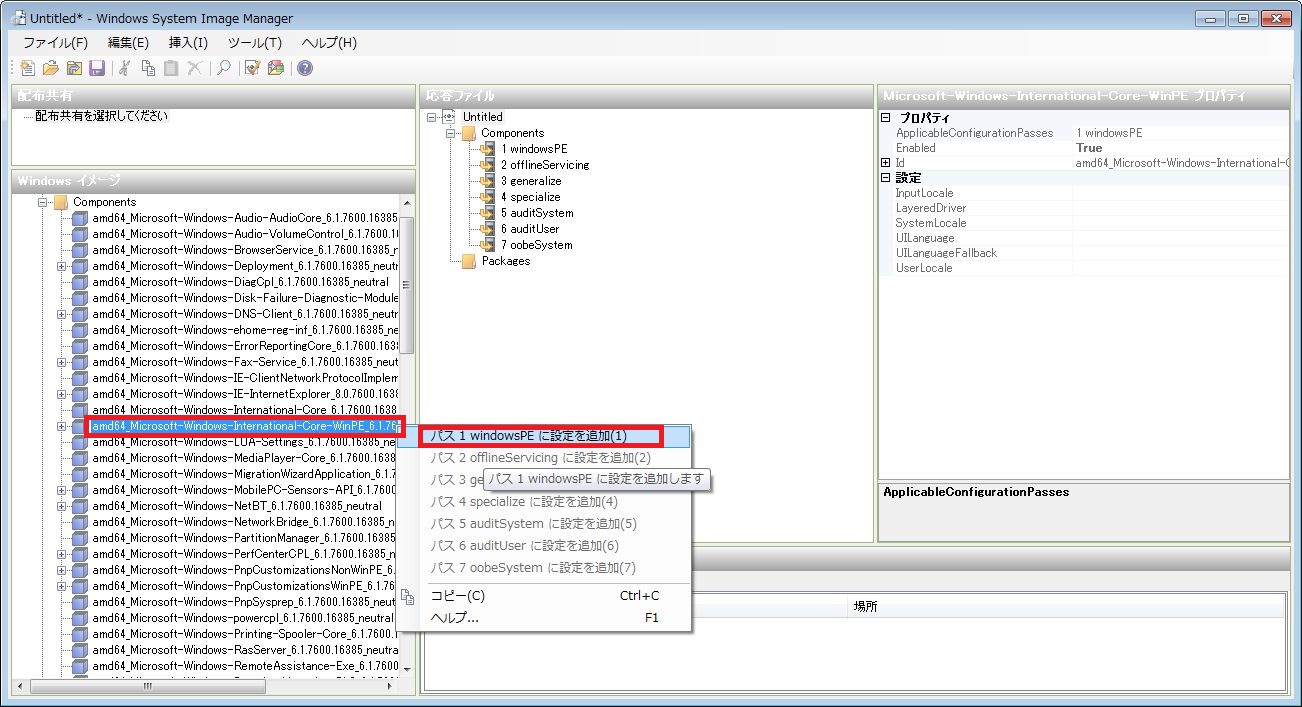 Untitled* - Windows System Image Manager
ファイル(F) 編集(E) 挿入(I) ツール(T) ヘルプ(H)
配布共有
配布共有を選択してください
Windows イメージ
Components
amd64_Microsoft-Windows-Audio-AudioCore_6.1.7600.16385
amd64_Microsoft-Windows-Audio-VolumeControl_6.1.7600.1
amd64_Microsoft-Windows-BrowserService_6.1.7600.16385_
amd64_Microsoft-Windows-Deployment_6.1.7600.16385_neutr
amd64_Microsoft-Windows-DiagCpl_6.1.7600.16385_neutral
amd64_Microsoft-Windows-Disk-Failure-Diagnostic-Module
amd64_Microsoft-Windows-DNS-Client_6.1.7600.16385_neutr
amd64_Microsoft-Windows-ehome-reg-inf_6.1.7600.16385_ne
amd64_Microsoft-Windows-ErrorReportingCore_6.1.7600.1638
amd64_Microsoft-Windows-Fax-Service_6.1.7600.16385_neut
amd64_Microsoft-Windows-IE-ClientNetworkProtocolImplem
amd64_Microsoft-Windows-IE-InternetExplorer_8.0.7600.1638
amd64_Microsoft-Windows-International-Core_6.1.7600.1638
amd64_Microsoft-Windows-International-Core-WinPE_6.1.76
amd64_Microsoft-Windows-LUA-Settings_6.1.7600.16385_ne
amd64_Microsoft-Windows-MediaPlayer-Core_6.1.7600.1638
amd64_Microsoft-Windows-MigrationWizardApplication_6.1.7
amd64_Microsoft-Windows-MobilePC-Sensors-API_6.1.7600.
amd64_Microsoft-Windows-NetBT_6.1.7600.16385_neutral
amd64_Microsoft-Windows-NetworkBridge_6.1.7600.16385_n
amd64_Microsoft-Windows-PartitionManager_6.1.7600.16385
amd64_Microsoft-Windows-PerfCenterCPL_6.1.7600.16385_n
amd64_Microsoft-Windows-PnpCustomizationsNonWinPE_6.
amd64_Microsoft-Windows-PnpCustomizationsWinPE_6.1.76
amd64_Microsoft-Windows-PnpSysprep_6.1.7600.16385_neut
amd64_Microsoft-Windows-powercpl_6.1.7600.16385_neutral
amd64_Microsoft-Windows-Printing-Spooler-Core_6.1.7600.1
amd64_Microsoft-Windows-RasServer_6.1.7600.16385_neutra
amd64_Microsoft-Windows-RemoteAssistance-Exe_6.1.7600
応答ファイル
Untitled
Components
1 windowsPE
2 offlineServicing
3 generalize
4 specialize
5 auditSystem
6 auditUser
7 oobeSystem
Packages
パス 1 windowsPE に設定を追加(1)
パス 2 offlineServicing に設定を追加(2)
パス 3 ge
パス 1 windowsPE に設定を追加します
パス 4 specialize に設定を追加(4)
パス 5 auditSystem に設定を追加(5)
パス 6 auditUser に設定を追加(6)
パス 7 oobeSystem に設定を追加(7)
コピー(C) Ctrl+C
ヘルプ... F1
場所
Microsoft-Windows-International-Core-WinPE プロパティ
プロパティ
ApplicableConfigurationPasses 1 windowsPE
Enabled True
Id amd64_Microsoft-Windows-International-C
設定
InputLocale
LayeredDriver
SystemLocale
UILanguage
UILanguageFallback
UserLocale
ApplicableConfigurationPasses